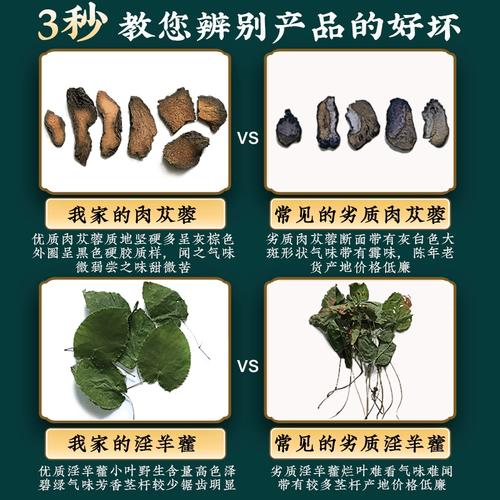 3秒 教您辨别产品的好坏
VS
我家的肉苁蓉
常见的劣质肉苁蓉
优质肉苁蓉质地坚硬多呈灰棕色
外圈呈黑色硬胶质样，闻之气味
微弱尝之味甜微苦
劣质肉苁蓉断面带有灰白色大
斑形状气味带有霉味，陈年老
货产地价格低廉
VS
我家的淫羊藿
常见的劣质淫羊藿
优质淫羊藿小叶野生含量高色泽
碧绿气味芳香茎杆较少锯齿明显
劣质淫羊藿烂叶难看气味难闻
带有较多茎杆产地价格低廉